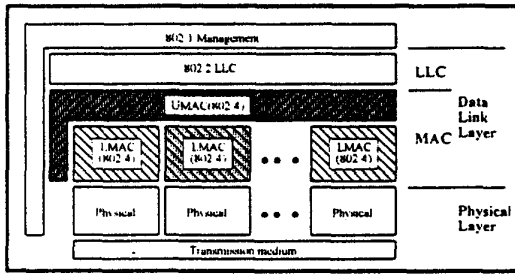 802.1 Management
802.2 LLC
LLC
UMAC(802.4)
Data
Link
Layer
MAC
LMAC
(802.4)
LMAC
(802.4)
LMAC
(802.4)
Physical
Physical
Physical
Physical
Layer
Transmission medium